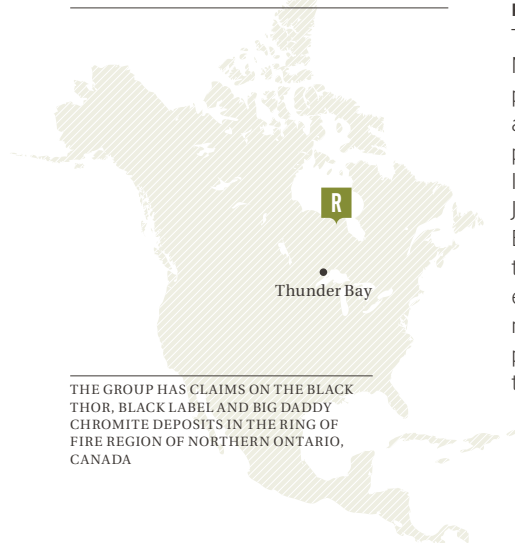 R
Thunder Bay
THE GROUP HAS CLAIMS ON THE BLACK
THOR, BLACK LABEL AND BIG DADDY
CHROMITE DEPOSITS IN THE RING OF
FIRE REGION OF NORTHERN ONTARIO,
CANADA